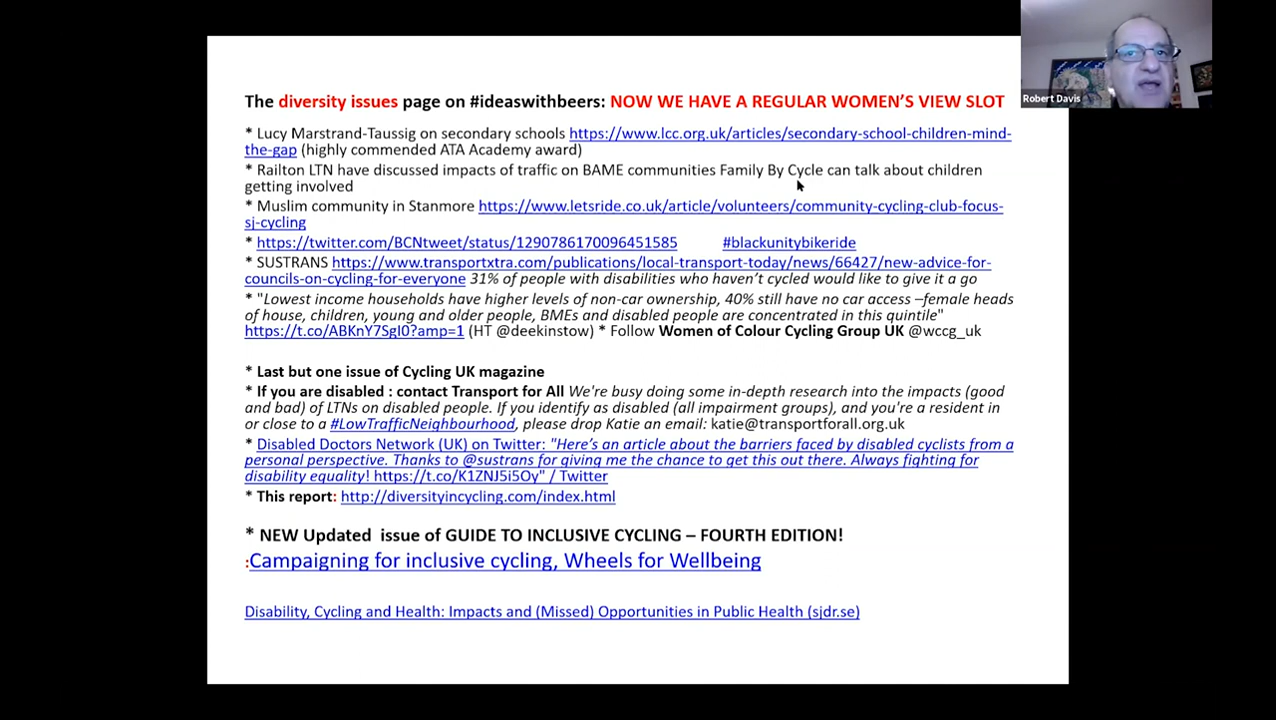 Robert Davis
The diversity issues page on #ideaswithbeers: NOW WE HAVE A REGULAR WOMEN'S VIEW SLOT
* Lucy Marstrand-Taussig on secondary schools https://www.lcc.org.uk/articles/secondary-school-children-mind-
the-gap (highly commended ATA Academy award)
* Railton LTN have discussed impacts of traffic on BAME communities Family By Cycle can talk about children
getting involved
* Muslim community in Stanmore https://www.letsride.co.uk/article/volunteers/community-cycling-club-focus-
sj-cycling
* https://twitter.com/BCNtweet/status/1290786170096451585 #blackunitybikeride
* SUSTRANS https://www.transportxtra.com/publications/local-transport-today/news/66427/new-advice-for-
councils-on-cycling-for-everyone 31% of people with disabilities who haven't cycled would like to give it a go
* "Lowest income households have higher levels of non-car ownership, 40% still have no car access –female heads
of house, children, young and older people, BMEs and disabled people are concentrated in this quintile"
https://t.co/ABKnY7SgI0?amp=1 (HT @deekinstow) * Follow Women of Colour Cycling Group UK @wccg_uk
* Last but one issue of Cycling UK magazine
* If you are disabled : contact Transport for All We're busy doing some in-depth research into the impacts (good
and bad) of LTNs on disabled people. If you identify as disabled (all impairment groups), and you're a resident in
or close to a #LowTrafficNeighbourhood, please drop Katie an email: katie@transportforall.org.uk
* Disabled Doctors Network (UK) on Twitter: "Here's an article about the barriers faced by disabled cyclists from a
personal perspective. Thanks to @sustrans for giving me the chance to get this out there. Always fighting for
disability equality! https://t.co/K1ZNJ5i5Oy" / Twitter
* This report: http://diversityincycling.com/index.html
* NEW Updated issue of GUIDE TO INCLUSIVE CYCLING – FOURTH EDITION!
:Campaigning for inclusive cycling, Wheels for Wellbeing
Disability, Cycling and Health: Impacts and (Missed) Opportunities in Public Health (sjdr.se)